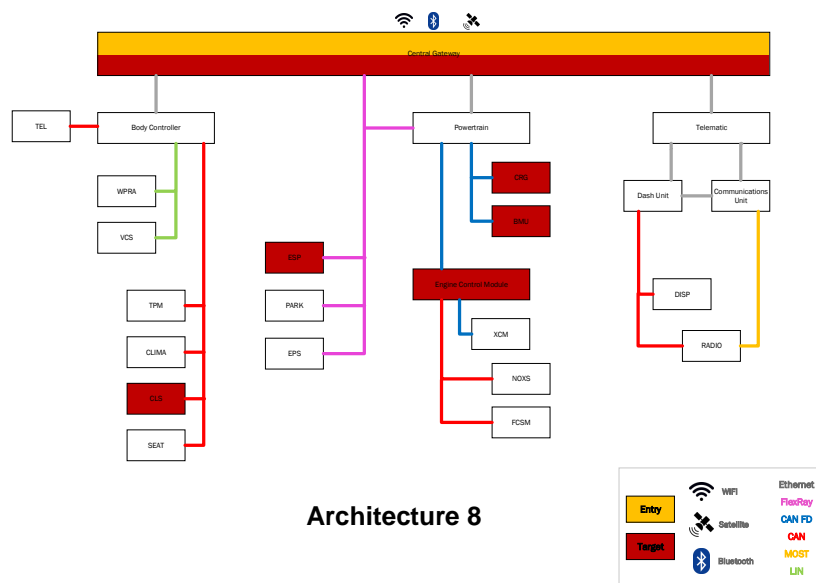 Central Gateway
TEL
Body Controller
Powertrain
Telematic
WPRA
CRG
Dash Unit
Communications
Unit
VCS
BMU
ESP
Engine Control Module
TPM
PARK
DISP
XCM
CLIMA
EPS
RADIO
NOXS
CLS
FCSM
SEAT
Architecture 8
Entry
Target
WiFi
Satellite
Bluetooth
Ethernet
FlexRay
CAN FD
CAN
MOST
LIN